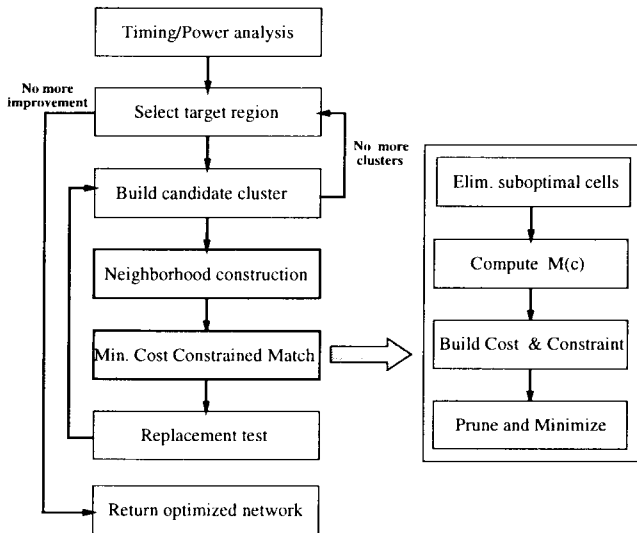 Timing/Power analysis
No more
improvement
Select target region
No more
clusters
Build candidate cluster
Neighborhood construction
Min. Cost Constrained Match
Replacement test
Return optimized network
Elim. suboptimal cells
Compute M(c)
Build Cost & Constraint
Prune and Minimize